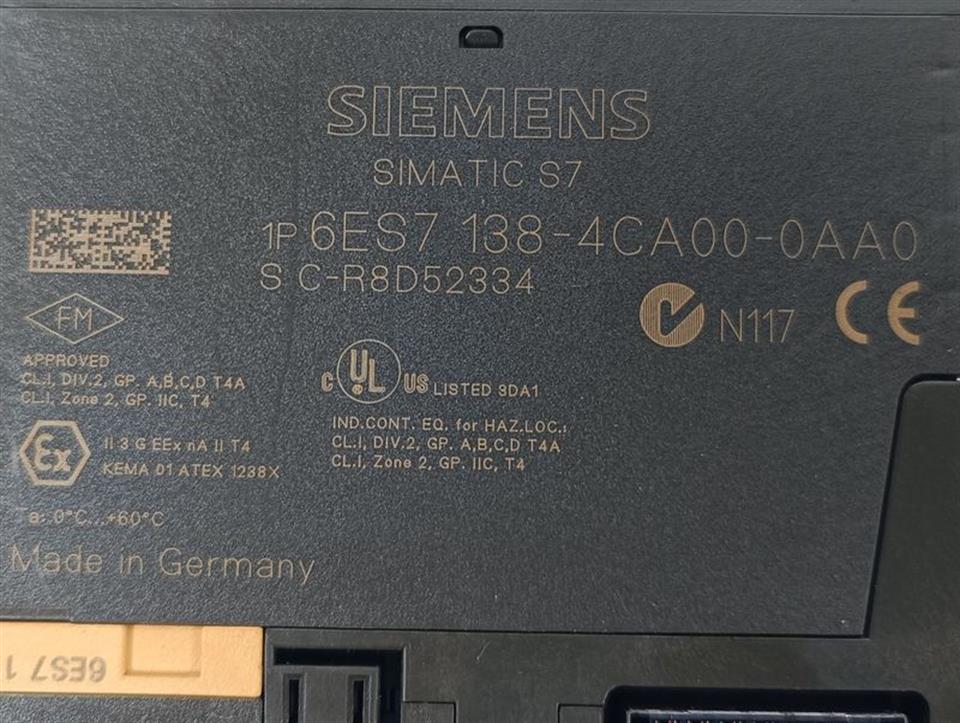 SIEMENS
SIMATIC S7
1P 6ES7 138-4CA00-0AA0
S C-R8D52334
N117
CE
FM
APPROVED
CL.I, DIV.2, GP. A,B,C,D T4A
CL.I, Zone 2, GP. IIC, T4
C UL US LISTED 3DA1
IND.CONT. EQ. for HAZ.LOC.:
CL.I, DIV.2, GP. A,B,C,D T4A
CL.I, Zone 2, GP. IIC, T4
Ex
II 3 G EEx nA II T4
KEMA 01 ATEX 1238X
Ta: 0°C...+60°C
Made in Germany
6ES7 1